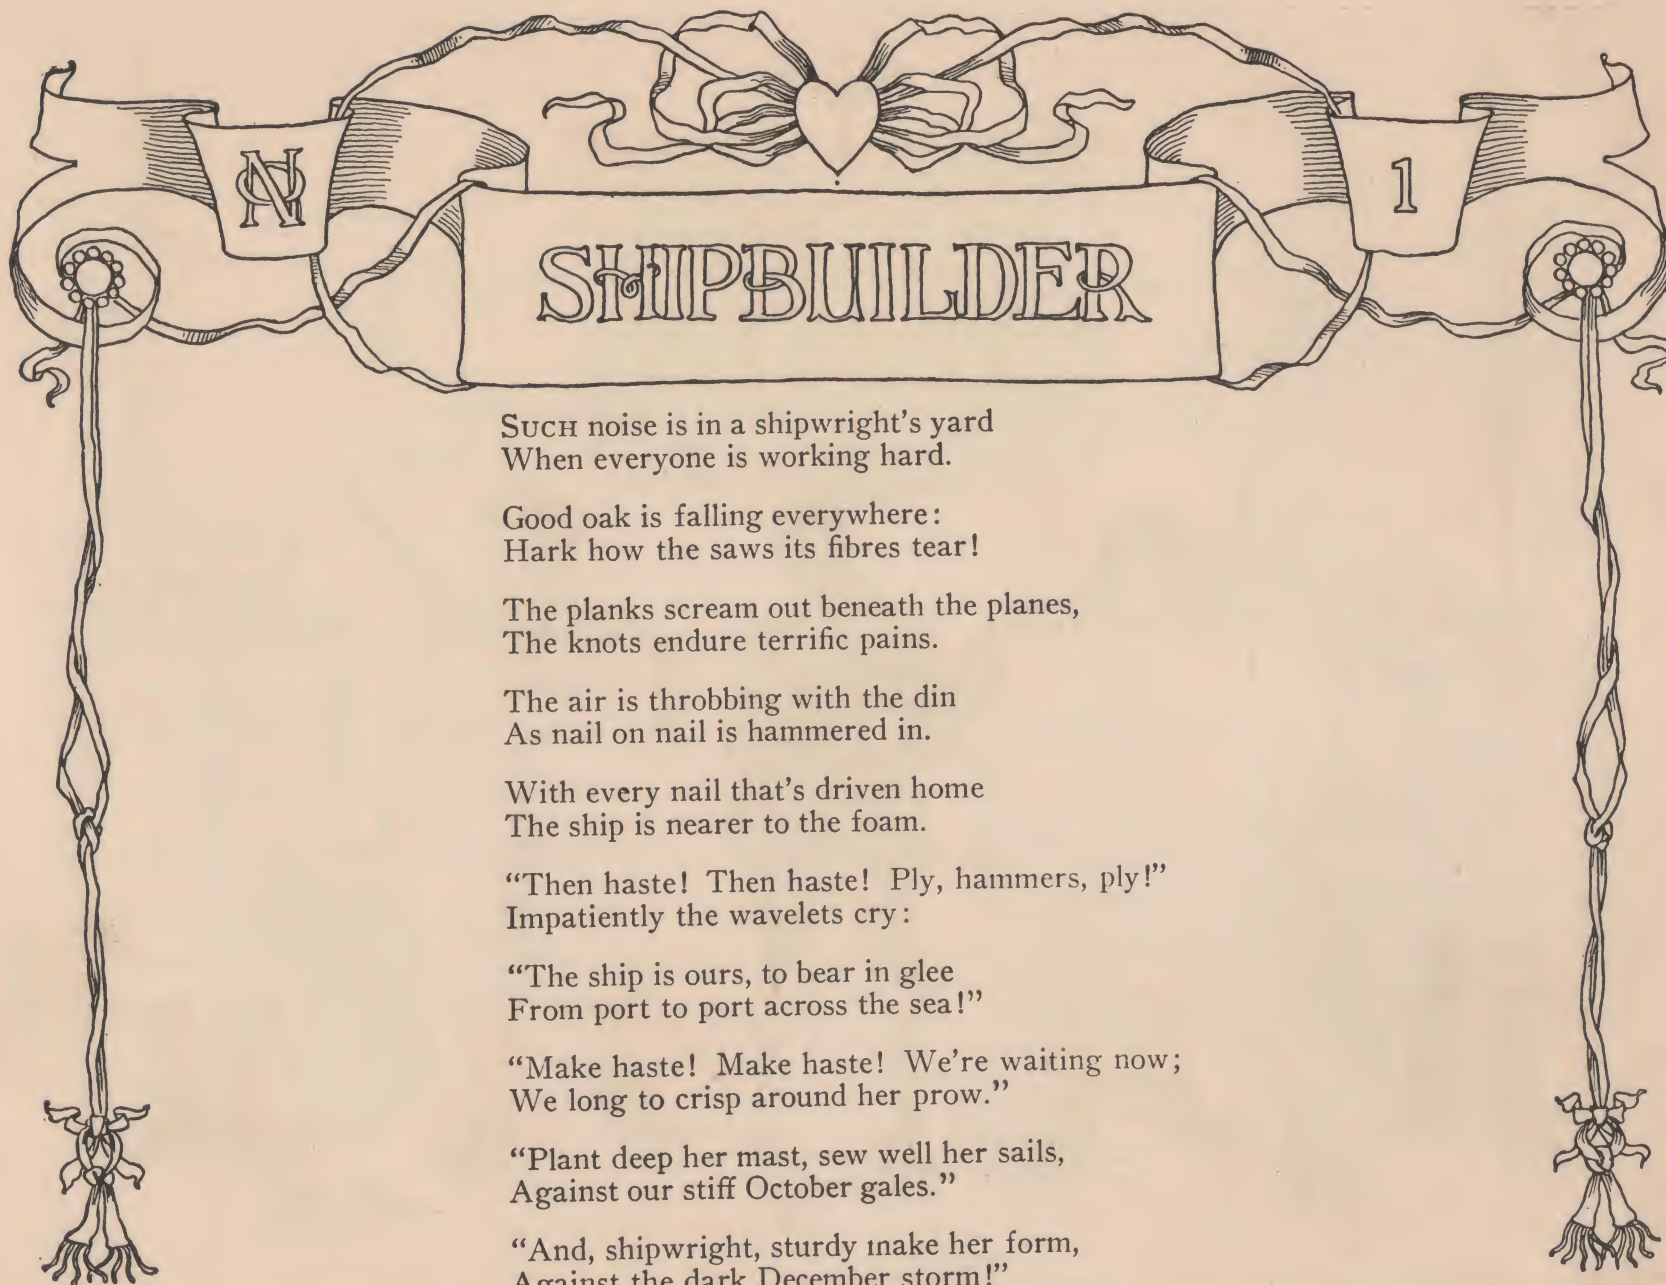 NO
1
SHIPBUILDER
SUCH noise is in a shipwright's yard
When everyone is working hard.
Good oak is falling everywhere:
Hark how the saws its fibres tear!
The planks scream out beneath the planes,
The knots endure terrific pains.
The air is throbbing with the din
As nail on nail is hammered in.
With every nail that's driven home
The ship is nearer to the foam.
“Then haste! Then haste! Ply, hammers, ply!”
Impatiently the wavelets cry:
“The ship is ours, to bear in glee
From port to port across the sea!”
“Make haste! Make haste! We're waiting now;
We long to crisp around her prow.”
“Plant deep her mast, sew well her sails,
Against our stiff October gales.”
“And, shipwright, sturdy make her form,
Against the dark December storm!”